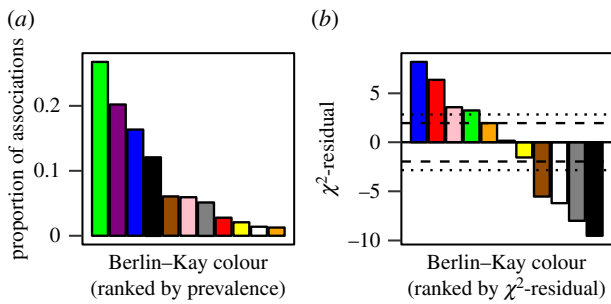 (a)
proportion of associations
0.2
0.1
0
Berlin–Kay colour
(ranked by prevalence)
(b)
χ²-residual
5
0
−5
−10
Berlin–Kay colour
(ranked by χ²-residual)